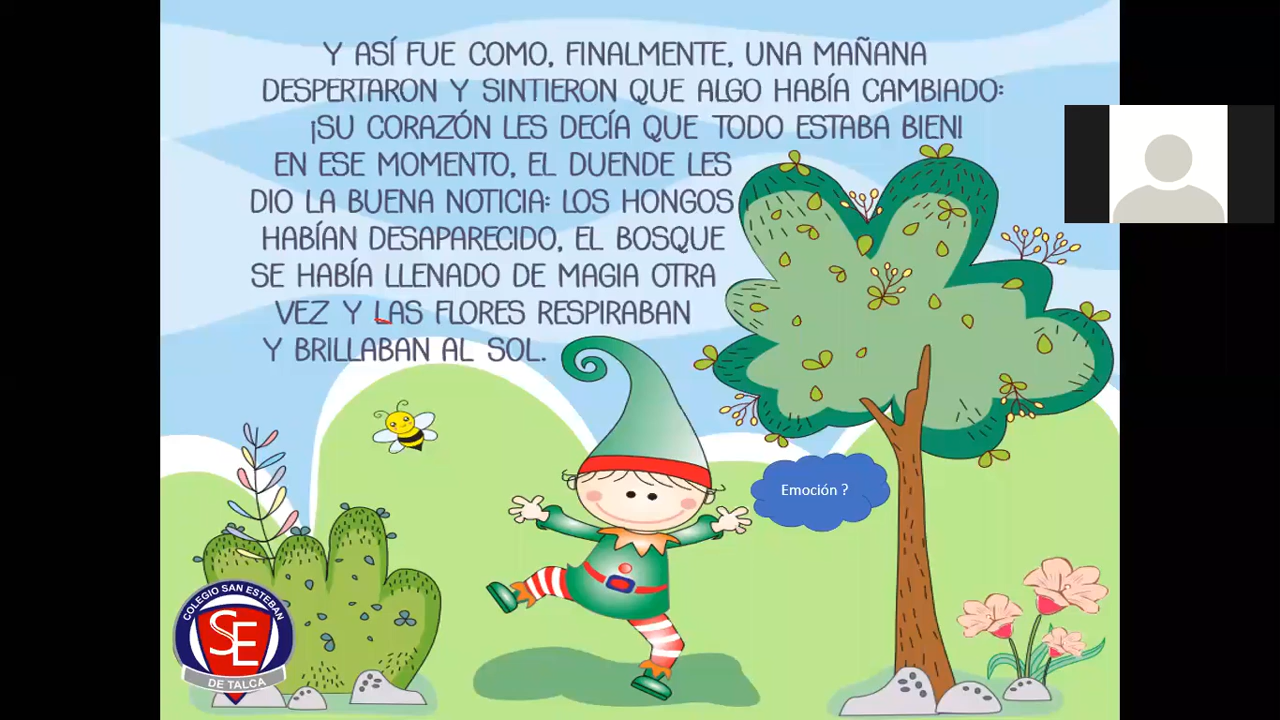 Y ASÍ FUE COMO, FINALMENTE, UNA MAÑANA
DESPERTARON Y SINTIERON QUE ALGO HABÍA CAMBIADO:
¡SU CORAZÓN LES DECÍA QUE TODO ESTABA BIEN!
EN ESE MOMENTO, EL DUENDE LES
DIO LA BUENA NOTICIA: LOS HONGOS
HABÍAN DESAPARECIDO, EL BOSQUE
SE HABÍA LLENADO DE MAGIA OTRA
VEZ Y LAS FLORES RESPIRABAN
Y BRILLABAN AL SOL.
Emoción ?
COLEGIO SAN ESTEBAN
SE
DE TALCA